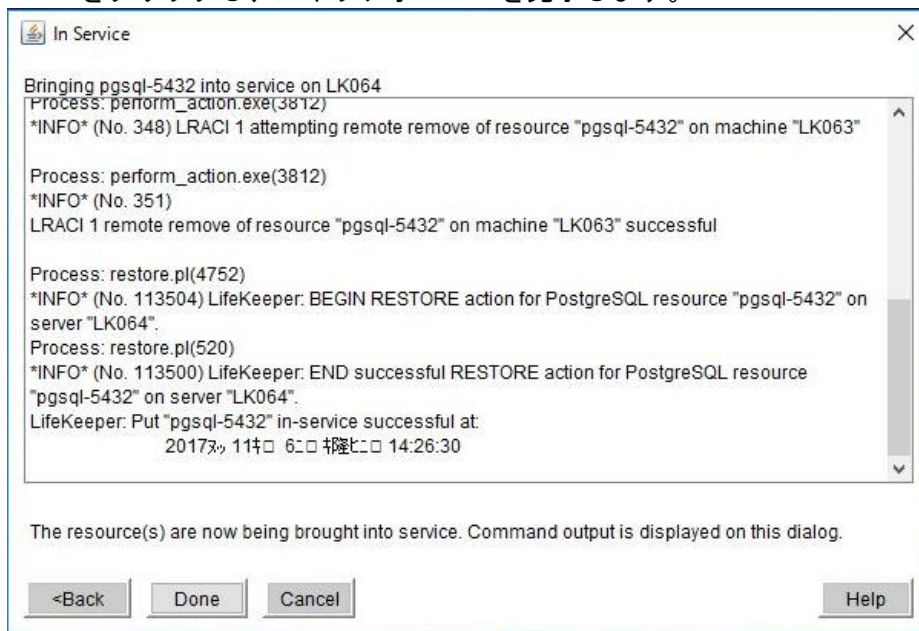 In Service
Bringing pgsql-5432 into service on LK064
Process: perform_action.exe(3812)
*INFO* (No. 348) LRACI 1 attempting remote remove of resource "pgsql-5432" on machine "LK063"
Process: perform_action.exe(3812)
*INFO* (No. 351)
LRACI 1 remote remove of resource "pgsql-5432" on machine "LK063" successful
Process: restore.pl(4752)
*INFO* (No. 113504) LifeKeeper: BEGIN RESTORE action for PostgreSQL resource "pgsql-5432" on
server "LK064".
Process: restore.pl(520)
*INFO* (No. 113500) LifeKeeper: END successful RESTORE action for PostgreSQL resource
"pgsql-5432" on server "LK064".
LifeKeeper: Put "pgsql-5432" in-service successful at:
2017 11 6 14:26:30
The resource(s) are now being brought into service. Command output is displayed on this dialog.
<Back Done Cancel Help